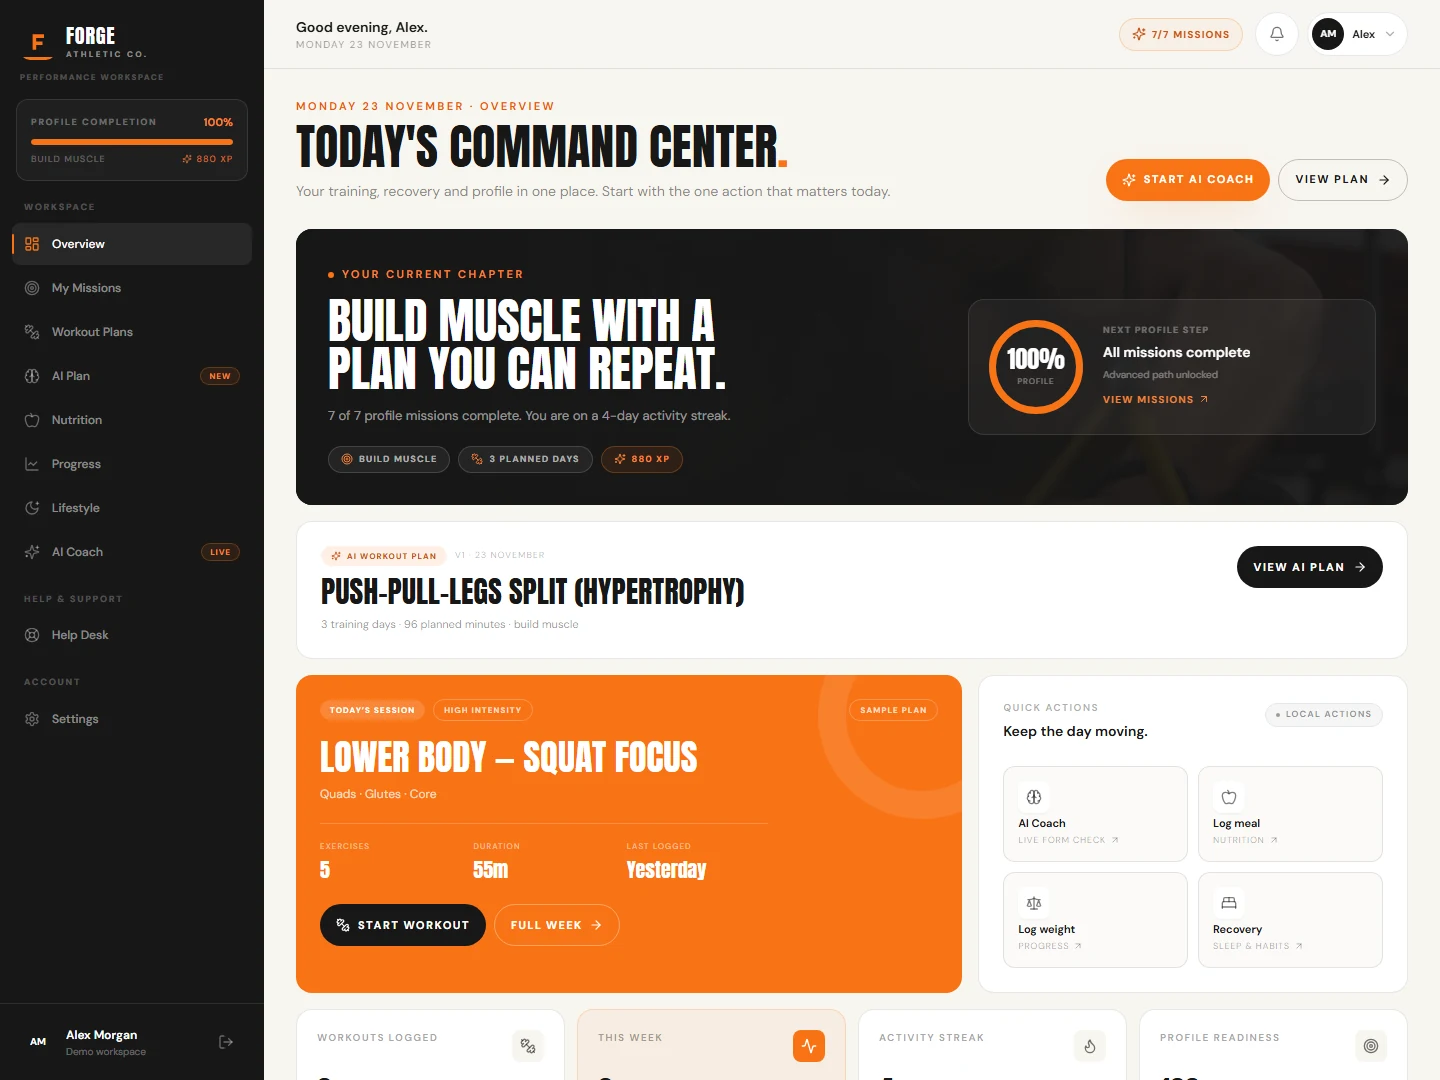 F
FORGE
ATHLETIC CO.
PERFORMANCE WORKSPACE
PROFILE COMPLETION 100%
BUILD MUSCLE 880 XP
WORKSPACE
Overview
My Missions
Workout Plans
AI Plan NEW
Nutrition
Progress
Lifestyle
AI Coach LIVE
HELP & SUPPORT
Help Desk
ACCOUNT
Settings
AM
Alex Morgan
Demo workspace
Good evening, Alex.
MONDAY 23 NOVEMBER
7/7 MISSIONS
AM Alex
MONDAY 23 NOVEMBER · OVERVIEW
TODAY'S COMMAND CENTER.
Your training, recovery and profile in one place. Start with the one action that matters today.
START AI COACH
VIEW PLAN
YOUR CURRENT CHAPTER
BUILD MUSCLE WITH A
PLAN YOU CAN REPEAT.
7 of 7 profile missions complete. You are on a 4-day activity streak.
BUILD MUSCLE
3 PLANNED DAYS
880 XP
100%
PROFILE
NEXT PROFILE STEP
All missions complete
Advanced path unlocked
VIEW MISSIONS
AI WORKOUT PLAN
V1 · 23 NOVEMBER
PUSH-PULL-LEGS SPLIT (HYPERTROPHY)
3 training days · 96 planned minutes · build muscle
VIEW AI PLAN
TODAY'S SESSION
HIGH INTENSITY
SAMPLE PLAN
LOWER BODY – SQUAT FOCUS
Quads · Glutes · Core
EXERCISES
5
DURATION
55m
LAST LOGGED
Yesterday
START WORKOUT
FULL WEEK
QUICK ACTIONS
Keep the day moving.
LOCAL ACTIONS
AI Coach
LIVE FORM CHECK
Log meal
NUTRITION
Log weight
PROGRESS
Recovery
SLEEP & HABITS
WORKOUTS LOGGED
THIS WEEK
ACTIVITY STREAK
PROFILE READINESS